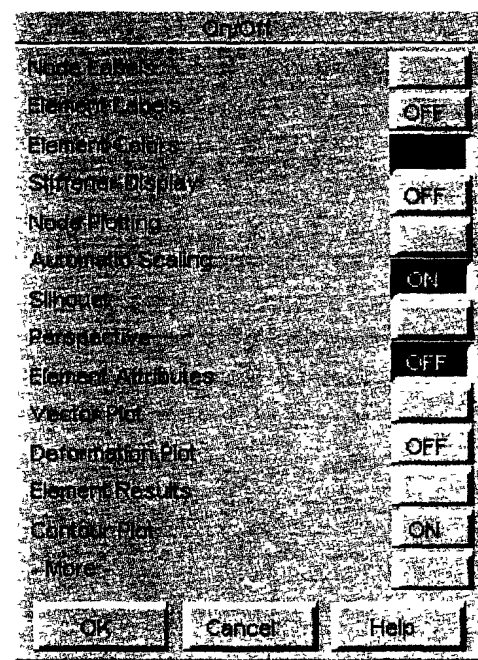 On/Off
Node Labels
Element Labels OFF
Element Colors
Stiffener Display OFF
Node Plotting
Automatic Scaling ON
Silhouet
Perspective
Element Attributes OFF
Vector Plot
Deformation Plot OFF
Element Results
Contour Plot ON
- More -
OK Cancel Help